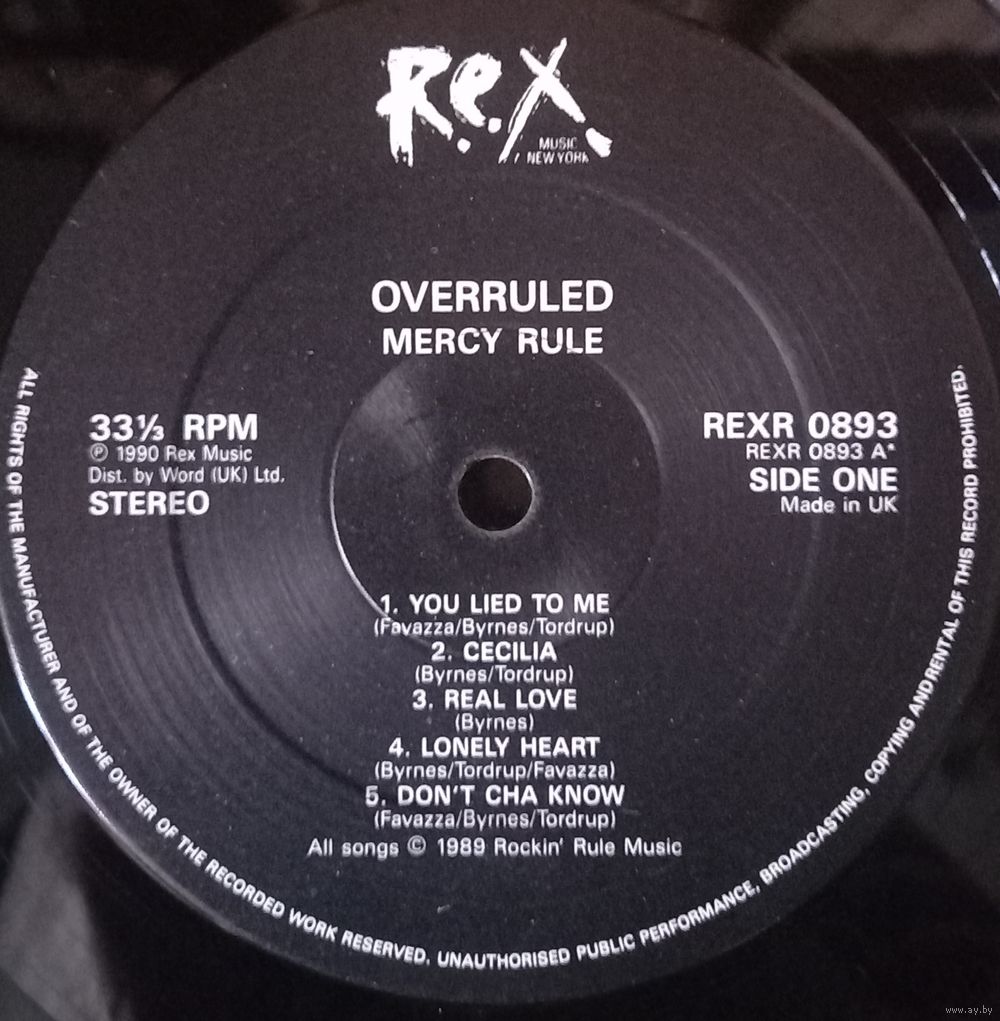 R.e.X.
MUSIC
NEW YORK
OVERRULED
MERCY RULE
33⅓ RPM
℗ 1990 Rex Music
Dist. by Word (UK) Ltd.
STEREO
REXR 0893
REXR 0893 A*
SIDE ONE
Made in UK
1. YOU LIED TO ME
(Favazza/Byrnes/Tordrup)
2. CECILIA
(Byrnes/Tordrup)
3. REAL LOVE
(Byrnes)
4. LONELY HEART
(Byrnes/Tordrup/Favazza)
5. DON'T CHA KNOW
(Favazza/Byrnes/Tordrup)
All songs © 1989 Rockin' Rule Music
ALL RIGHTS OF THE MANUFACTURER AND OF THE OWNER OF THE RECORDED WORK RESERVED. UNAUTHORISED PUBLIC PERFORMANCE, BROADCASTING, COPYING AND RENTAL OF THIS RECORD PROHIBITED.
www.ay.by